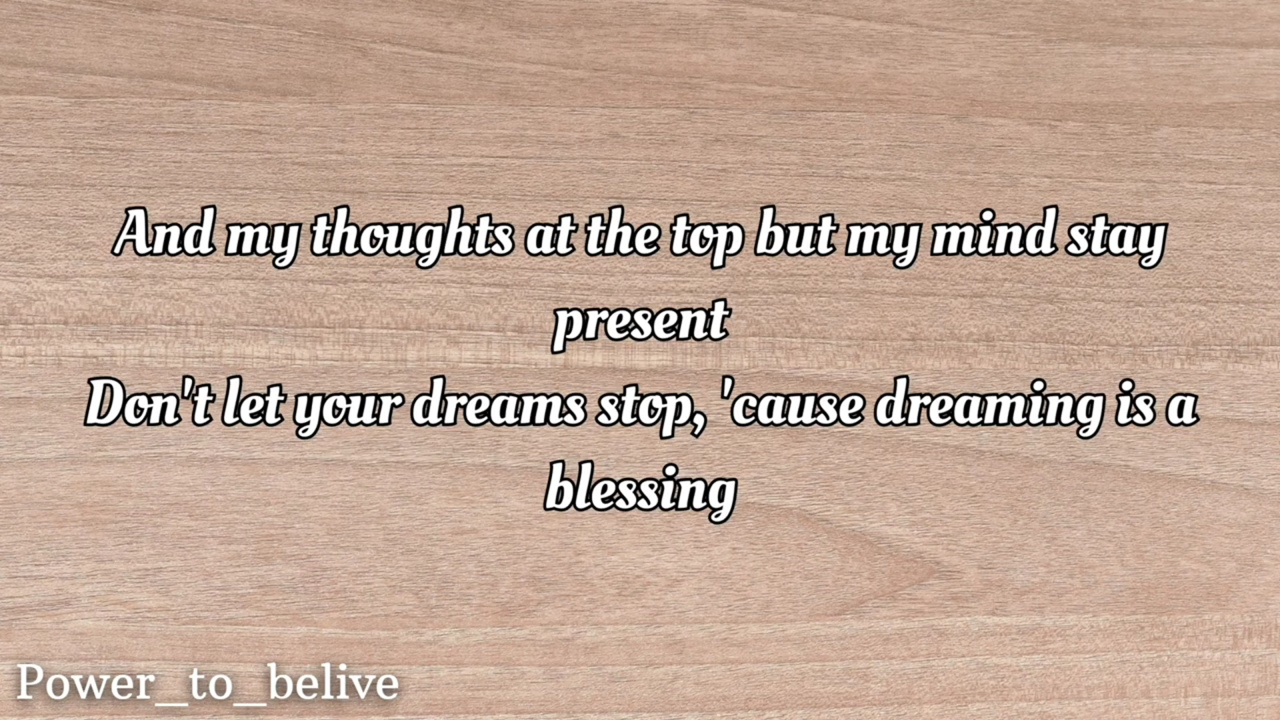 And my thoughts at the top but my mind stay
present
Don't let your dreams stop, 'cause dreaming is a
blessing
Power_to_belive